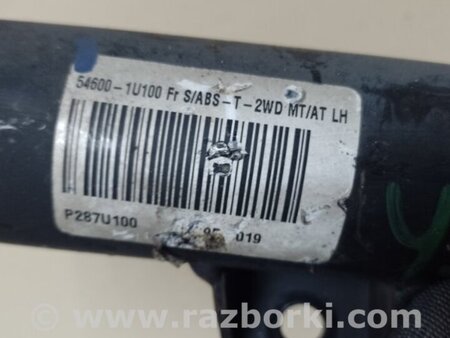 54600-1U100 Fr S/ABS-T-2WD MT/AT LH
P287U100 019
www.razborki.com